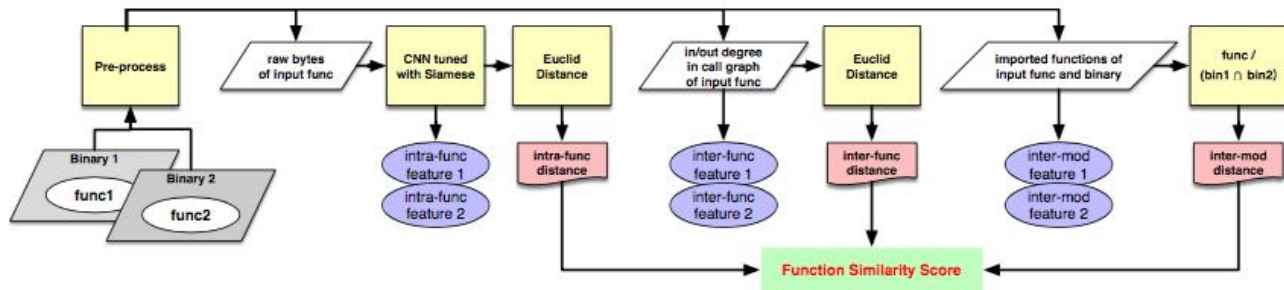 Pre-process
Binary 1
func1
Binary 2
func2
raw bytes
of input func
CNN tuned
with Siamese
Euclid
Distance
intra-func
feature 1
intra-func
feature 2
intra-func
distance
in/out degree
in call graph
of input func
Euclid
Distance
inter-func
feature 1
inter-func
feature 2
inter-func
distance
imported functions of
input func and binary
func /
(bin1 ∩ bin2)
inter-mod
feature 1
inter-mod
feature 2
inter-mod
distance
Function Similarity Score